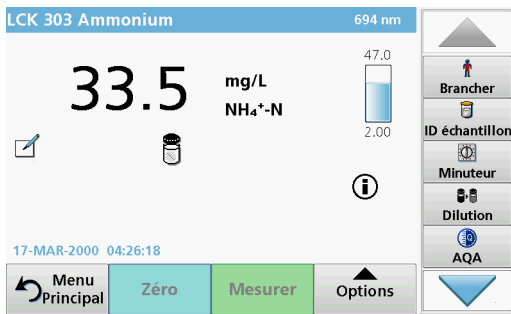 LCK 303 Ammonium 694 nm
47.0
33.5 mg/L
NH₄⁺-N
2.00
17-MAR-2000 04:26:18
Menu
Principal
Zéro
Mesurer
Options
Brancher
ID échantillon
Minuteur
Dilution
AQA